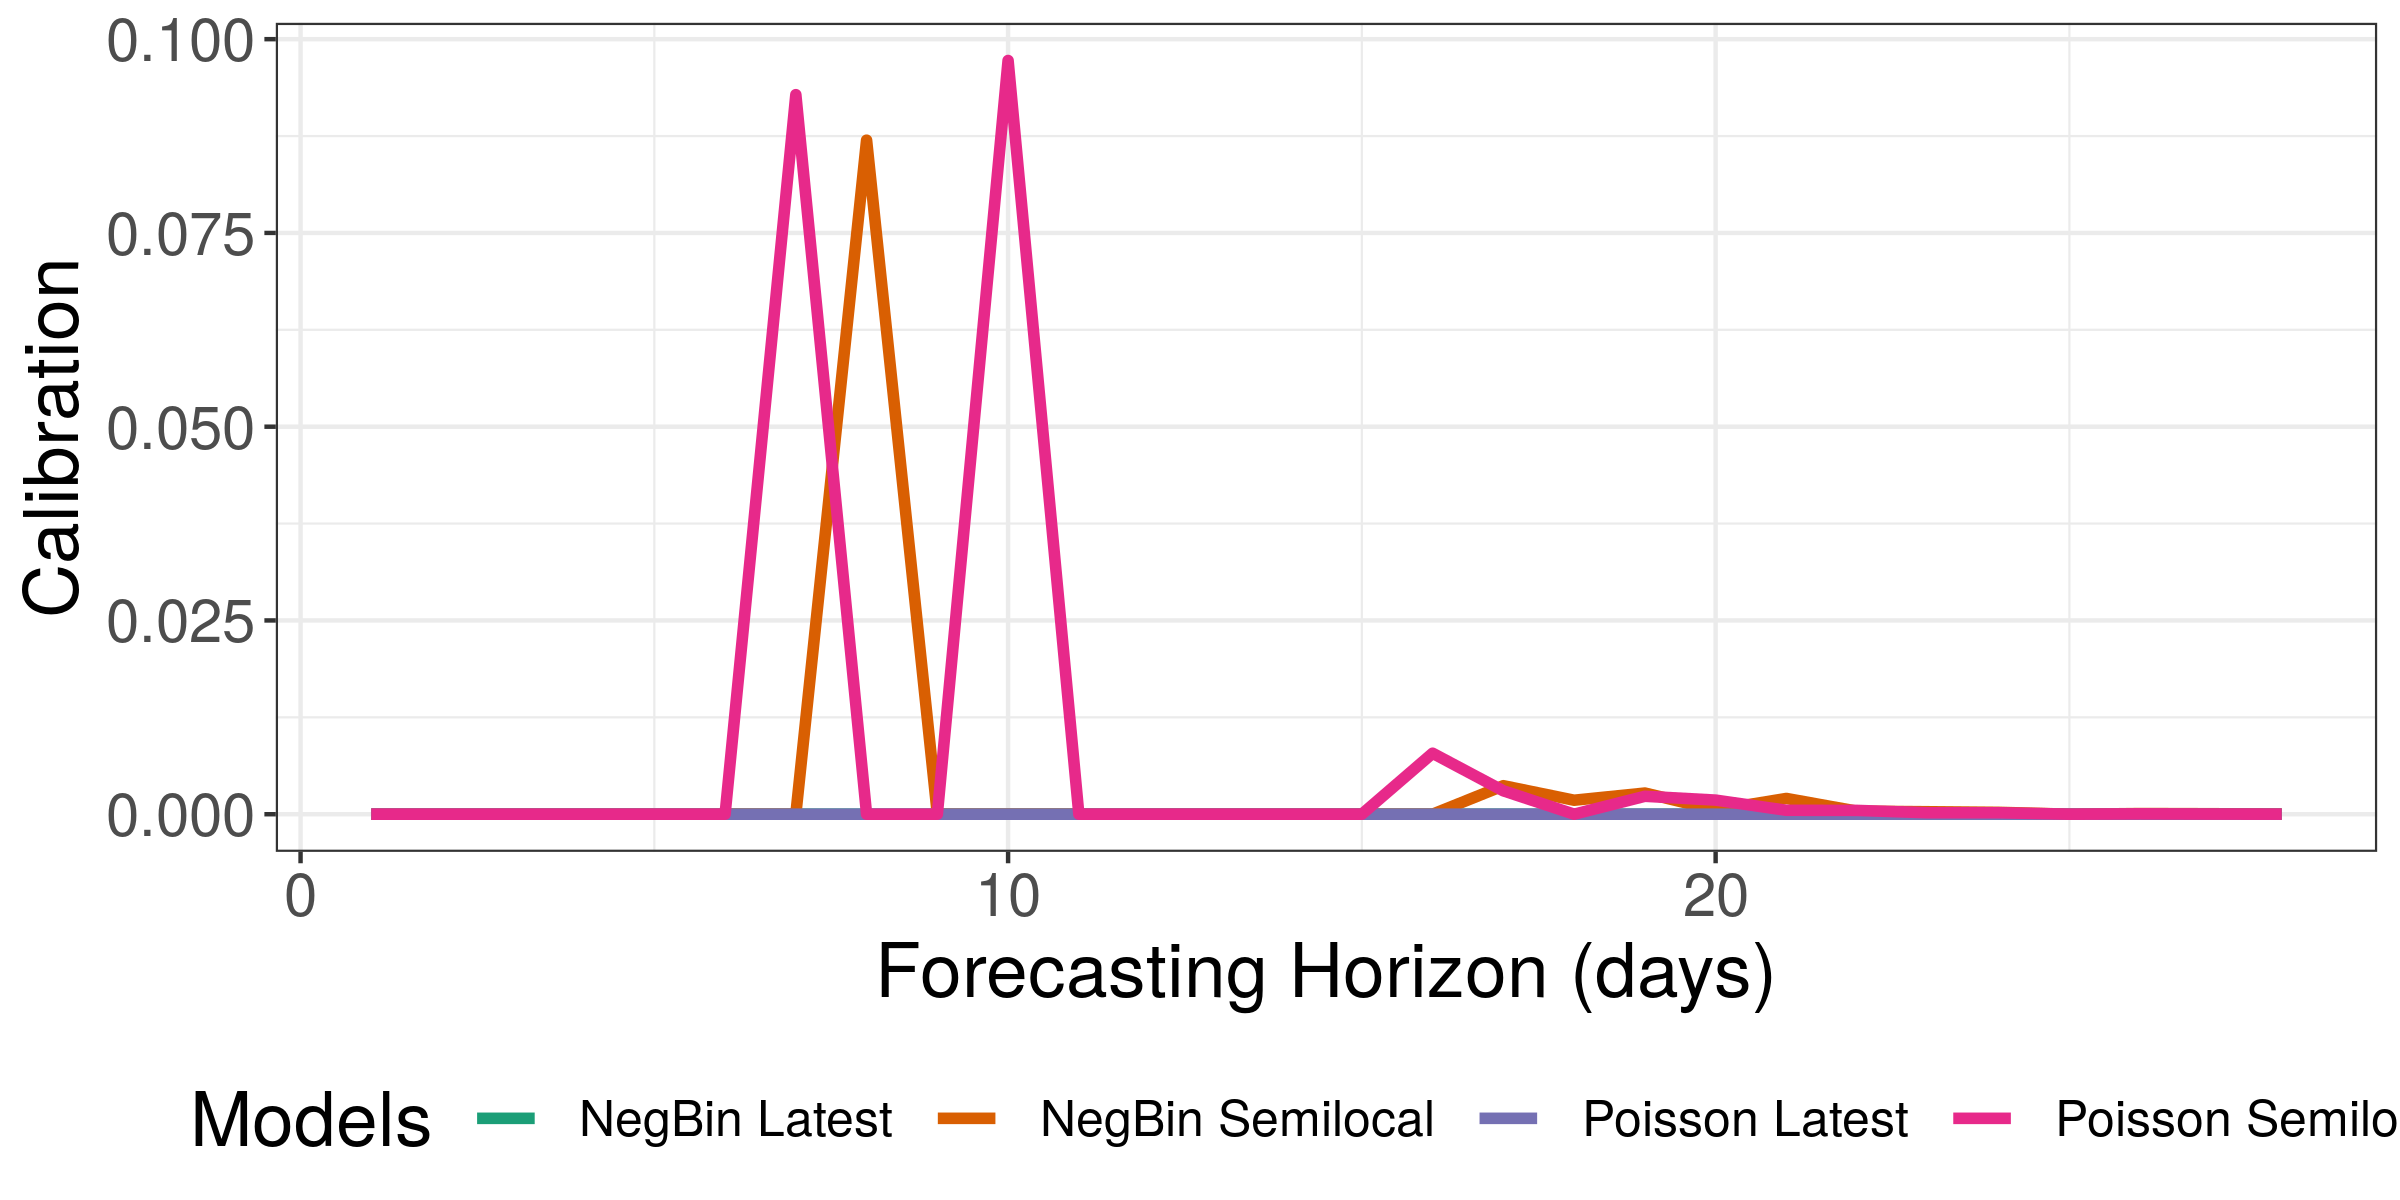 0.100
0.075
0.050
0.025
0.000
Calibration
0 10 20
Forecasting Horizon (days)
Models NegBin Latest NegBin Semilocal Poisson Latest Poisson Semilo